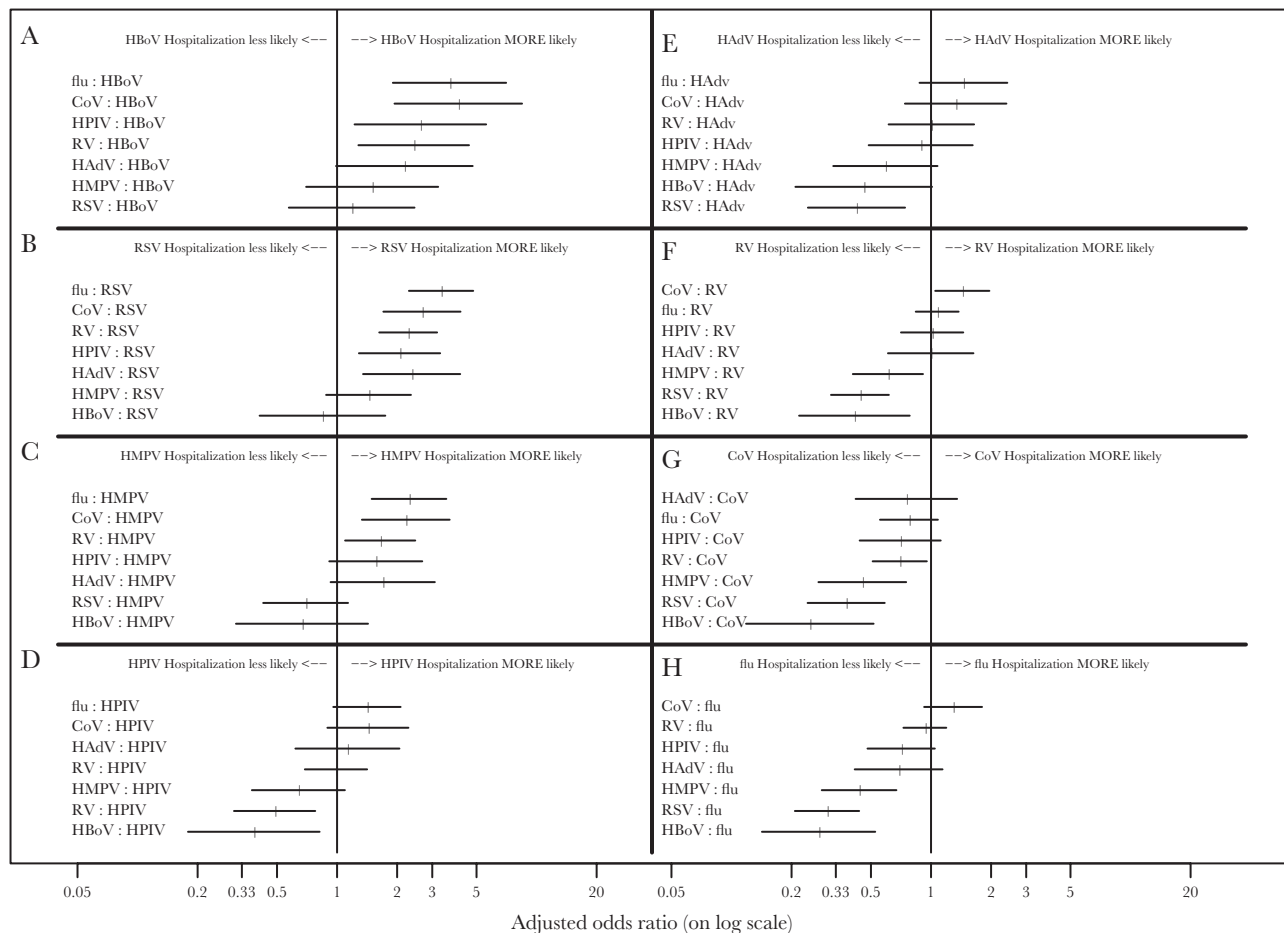 A
HBoV Hospitalization less likely <−− −−> HBoV Hospitalization MORE likely
flu : HBoV
CoV : HBoV
HPIV : HBoV
RV : HBoV
HAdV : HBoV
HMPV : HBoV
RSV : HBoV
B
RSV Hospitalization less likely <−− −−> RSV Hospitalization MORE likely
flu : RSV
CoV : RSV
RV : RSV
HPIV : RSV
HAdV : RSV
HMPV : RSV
HBoV : RSV
C
HMPV Hospitalization less likely <−− −−> HMPV Hospitalization MORE likely
flu : HMPV
CoV : HMPV
RV : HMPV
HPIV : HMPV
HAdV : HMPV
RSV : HMPV
HBoV : HMPV
D
HPIV Hospitalization less likely <−− −−> HPIV Hospitalization MORE likely
flu : HPIV
CoV : HPIV
HAdV : HPIV
RV : HPIV
HMPV : HPIV
RV : HPIV
HBoV : HPIV
0.05 0.2 0.33 0.5 1 2 3 5 20
E
HAdV Hospitalization less likely <−− −−> HAdV Hospitalization MORE likely
flu : HAdv
CoV : HAdv
RV : HAdv
HPIV : HAdv
HMPV : HAdv
HBoV : HAdv
RSV : HAdv
F
RV Hospitalization less likely <−− −−> RV Hospitalization MORE likely
CoV : RV
flu : RV
HPIV : RV
HAdV : RV
HMPV : RV
RSV : RV
HBoV : RV
G
CoV Hospitalization less likely <−− −−> CoV Hospitalization MORE likely
HAdV : CoV
flu : CoV
HPIV : CoV
RV : CoV
HMPV : CoV
RSV : CoV
HBoV : CoV
H
flu Hospitalization less likely <−− −−> flu Hospitalization MORE likely
CoV : flu
RV : flu
HPIV : flu
HAdV : flu
HMPV : flu
RSV : flu
HBoV : flu
0.05 0.2 0.33 0.5 1 2 3 5 20
Adjusted odds ratio (on log scale)